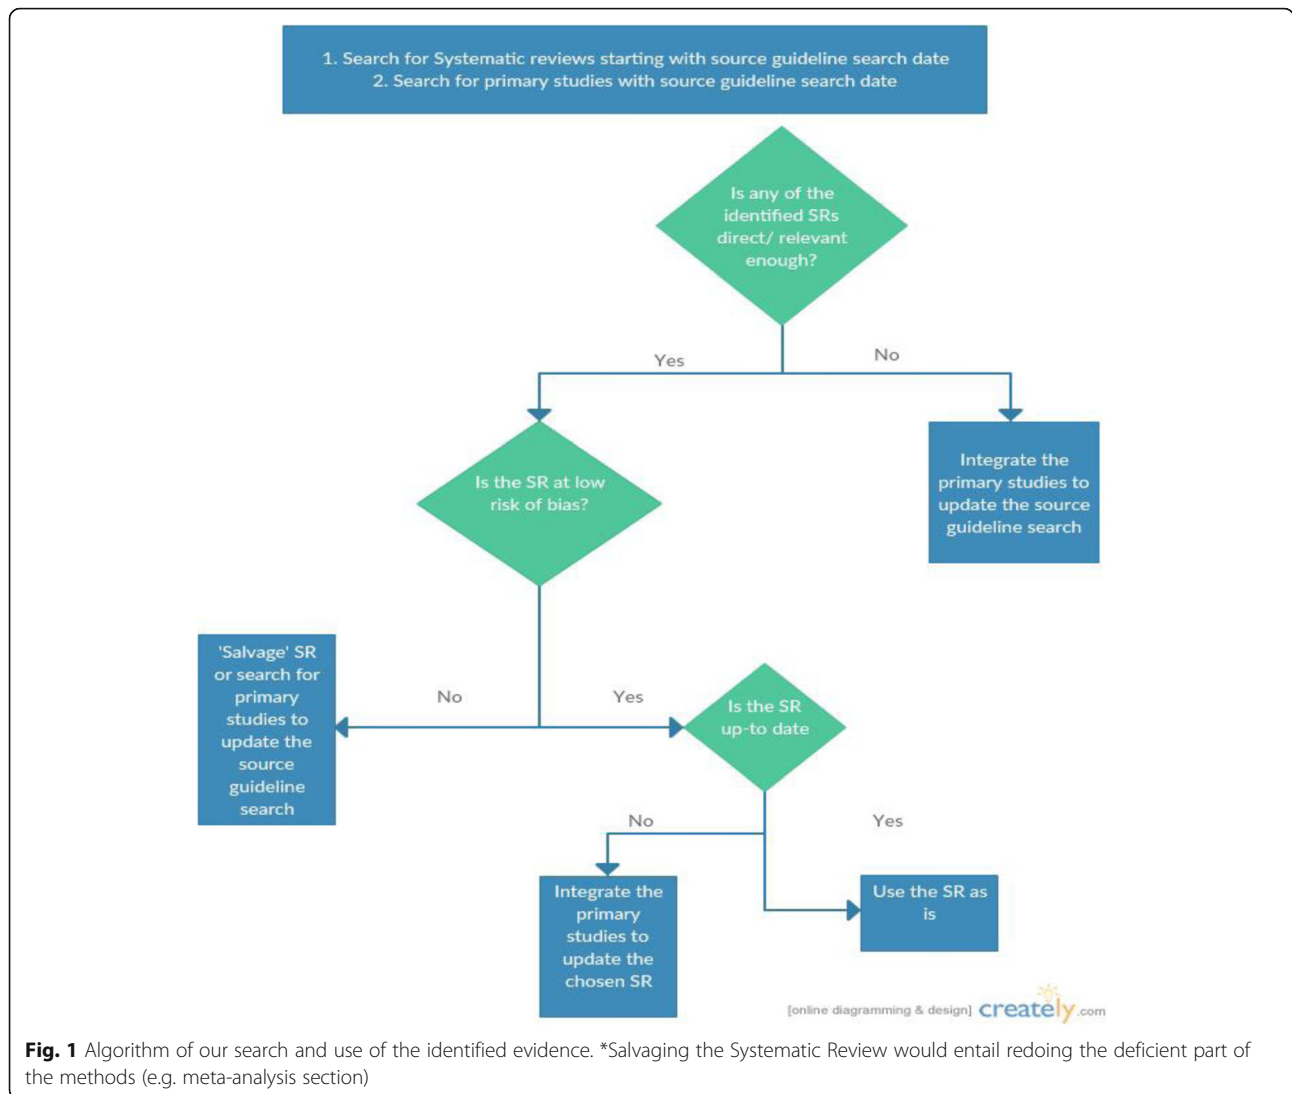 1. Search for Systematic reviews starting with source guideline search date
2. Search for primary studies with source guideline search date
Is any of the
identified SRs
direct/ relevant
enough?
Yes
No
Is the SR at low
risk of bias?
Integrate the
primary studies to
update the source
guideline search
'Salvage' SR
or search for
primary
studies to
update the
source
guideline
search
No
Yes
Is the SR
up-to date
No
Yes
Integrate the
primary
studies to
update the
chosen SR
Use the SR as
is
[online diagramming & design] creately.com
Fig. 1 Algorithm of our search and use of the identified evidence. *Salvaging the Systematic Review would entail redoing the deficient part of
the methods (e.g. meta-analysis section)